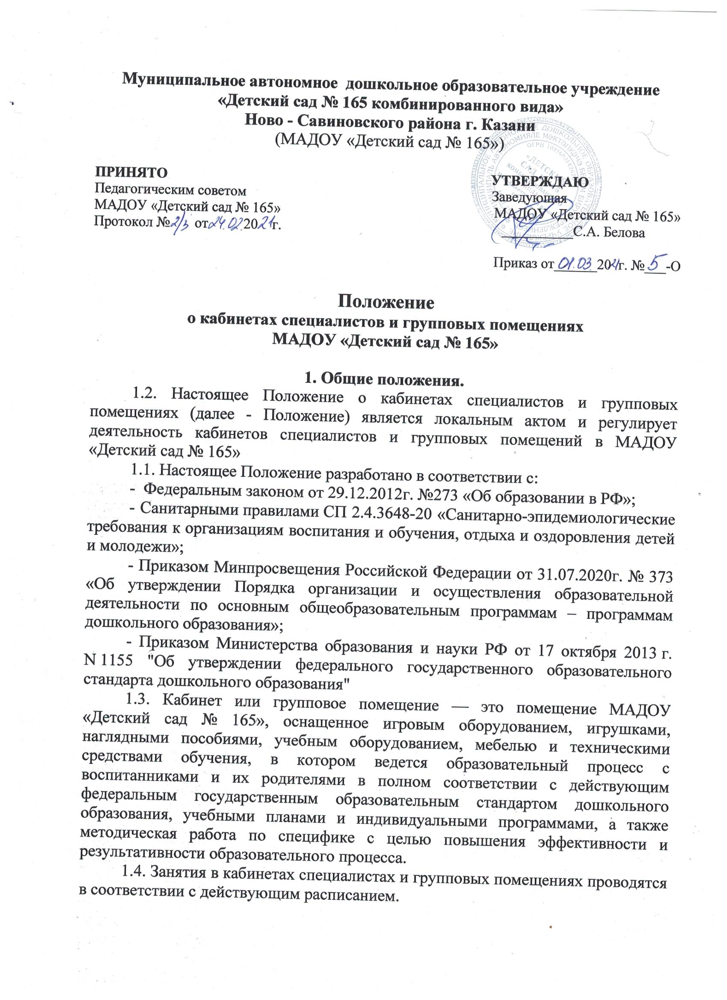 Муниципальное автономное дошкольное образовательное учреждение
«Детский сад № 165 комбинированного вида»
Ново - Савиновского района г. Казани
(МАДОУ «Детский сад № 165»)
ПРИНЯТО
Педагогическим советом
МАДОУ «Детский сад № 165»
Протокол №2/3 от24.02.2021г.
УТВЕРЖДАЮ
Заведующая
МАДОУ «Детский сад № 165»
__________С.А. Белова
Приказ от 01.03. 2021г. № 5 -О
Положение
о кабинетах специалистов и групповых помещениях
МАДОУ «Детский сад № 165»
1. Общие положения.
1.2. Настоящее Положение о кабинетах специалистов и групповых
помещениях (далее - Положение) является локальным актом и регулирует
деятельность кабинетов специалистов и групповых помещений в МАДОУ
«Детский сад № 165»
1.1. Настоящее Положение разработано в соответствии с:
- Федеральным законом от 29.12.2012г. №273 «Об образовании в РФ»;
- Санитарными правилами СП 2.4.3648-20 «Санитарно-эпидемиологические
требования к организациям воспитания и обучения, отдыха и оздоровления детей
и молодежи»;
- Приказом Минпросвещения Российской Федерации от 31.07.2020г. № 373
«Об утверждении Порядка организации и осуществления образовательной
деятельности по основным общеобразовательным программам – программам
дошкольного образования»;
- Приказом Министерства образования и науки РФ от 17 октября 2013 г.
N 1155 "Об утверждении федерального государственного образовательного
стандарта дошкольного образования"
1.3. Кабинет или групповое помещение — это помещение МАДОУ
«Детский сад № 165», оснащенное игровым оборудованием, игрушками,
наглядными пособиями, учебным оборудованием, мебелью и техническими
средствами обучения, в котором ведется образовательный процесс с
воспитанниками и их родителями в полном соответствии с действующим
федеральным государственным образовательным стандартом дошкольного
образования, учебными планами и индивидуальными программами, а также
методическая работа по специфике с целью повышения эффективности и
результативности образовательного процесса.
1.4. Занятия в кабинетах специалистах и групповых помещениях проводятся
в соответствии с действующим расписанием.